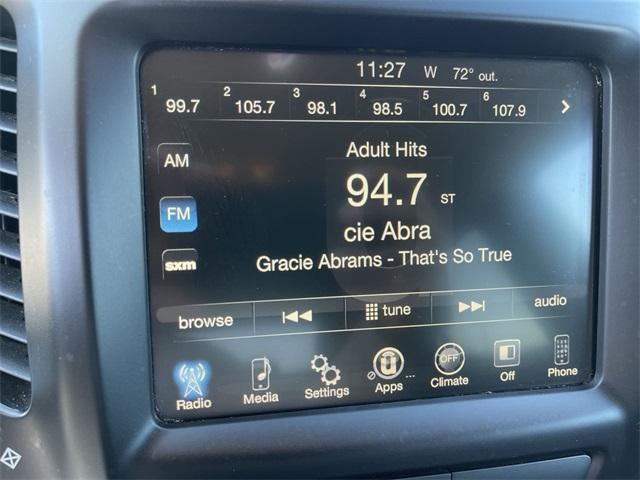 11:27 W 72° out.
1 99.7 2 105.7 3 98.1 4 98.5 5 100.7 6 107.9
AM
Adult Hits
FM
94.7 ST
cie Abra
sxm
Gracie Abrams - That's So True
browse tune audio
Radio Media Settings Apps ... OFF Climate Off Phone